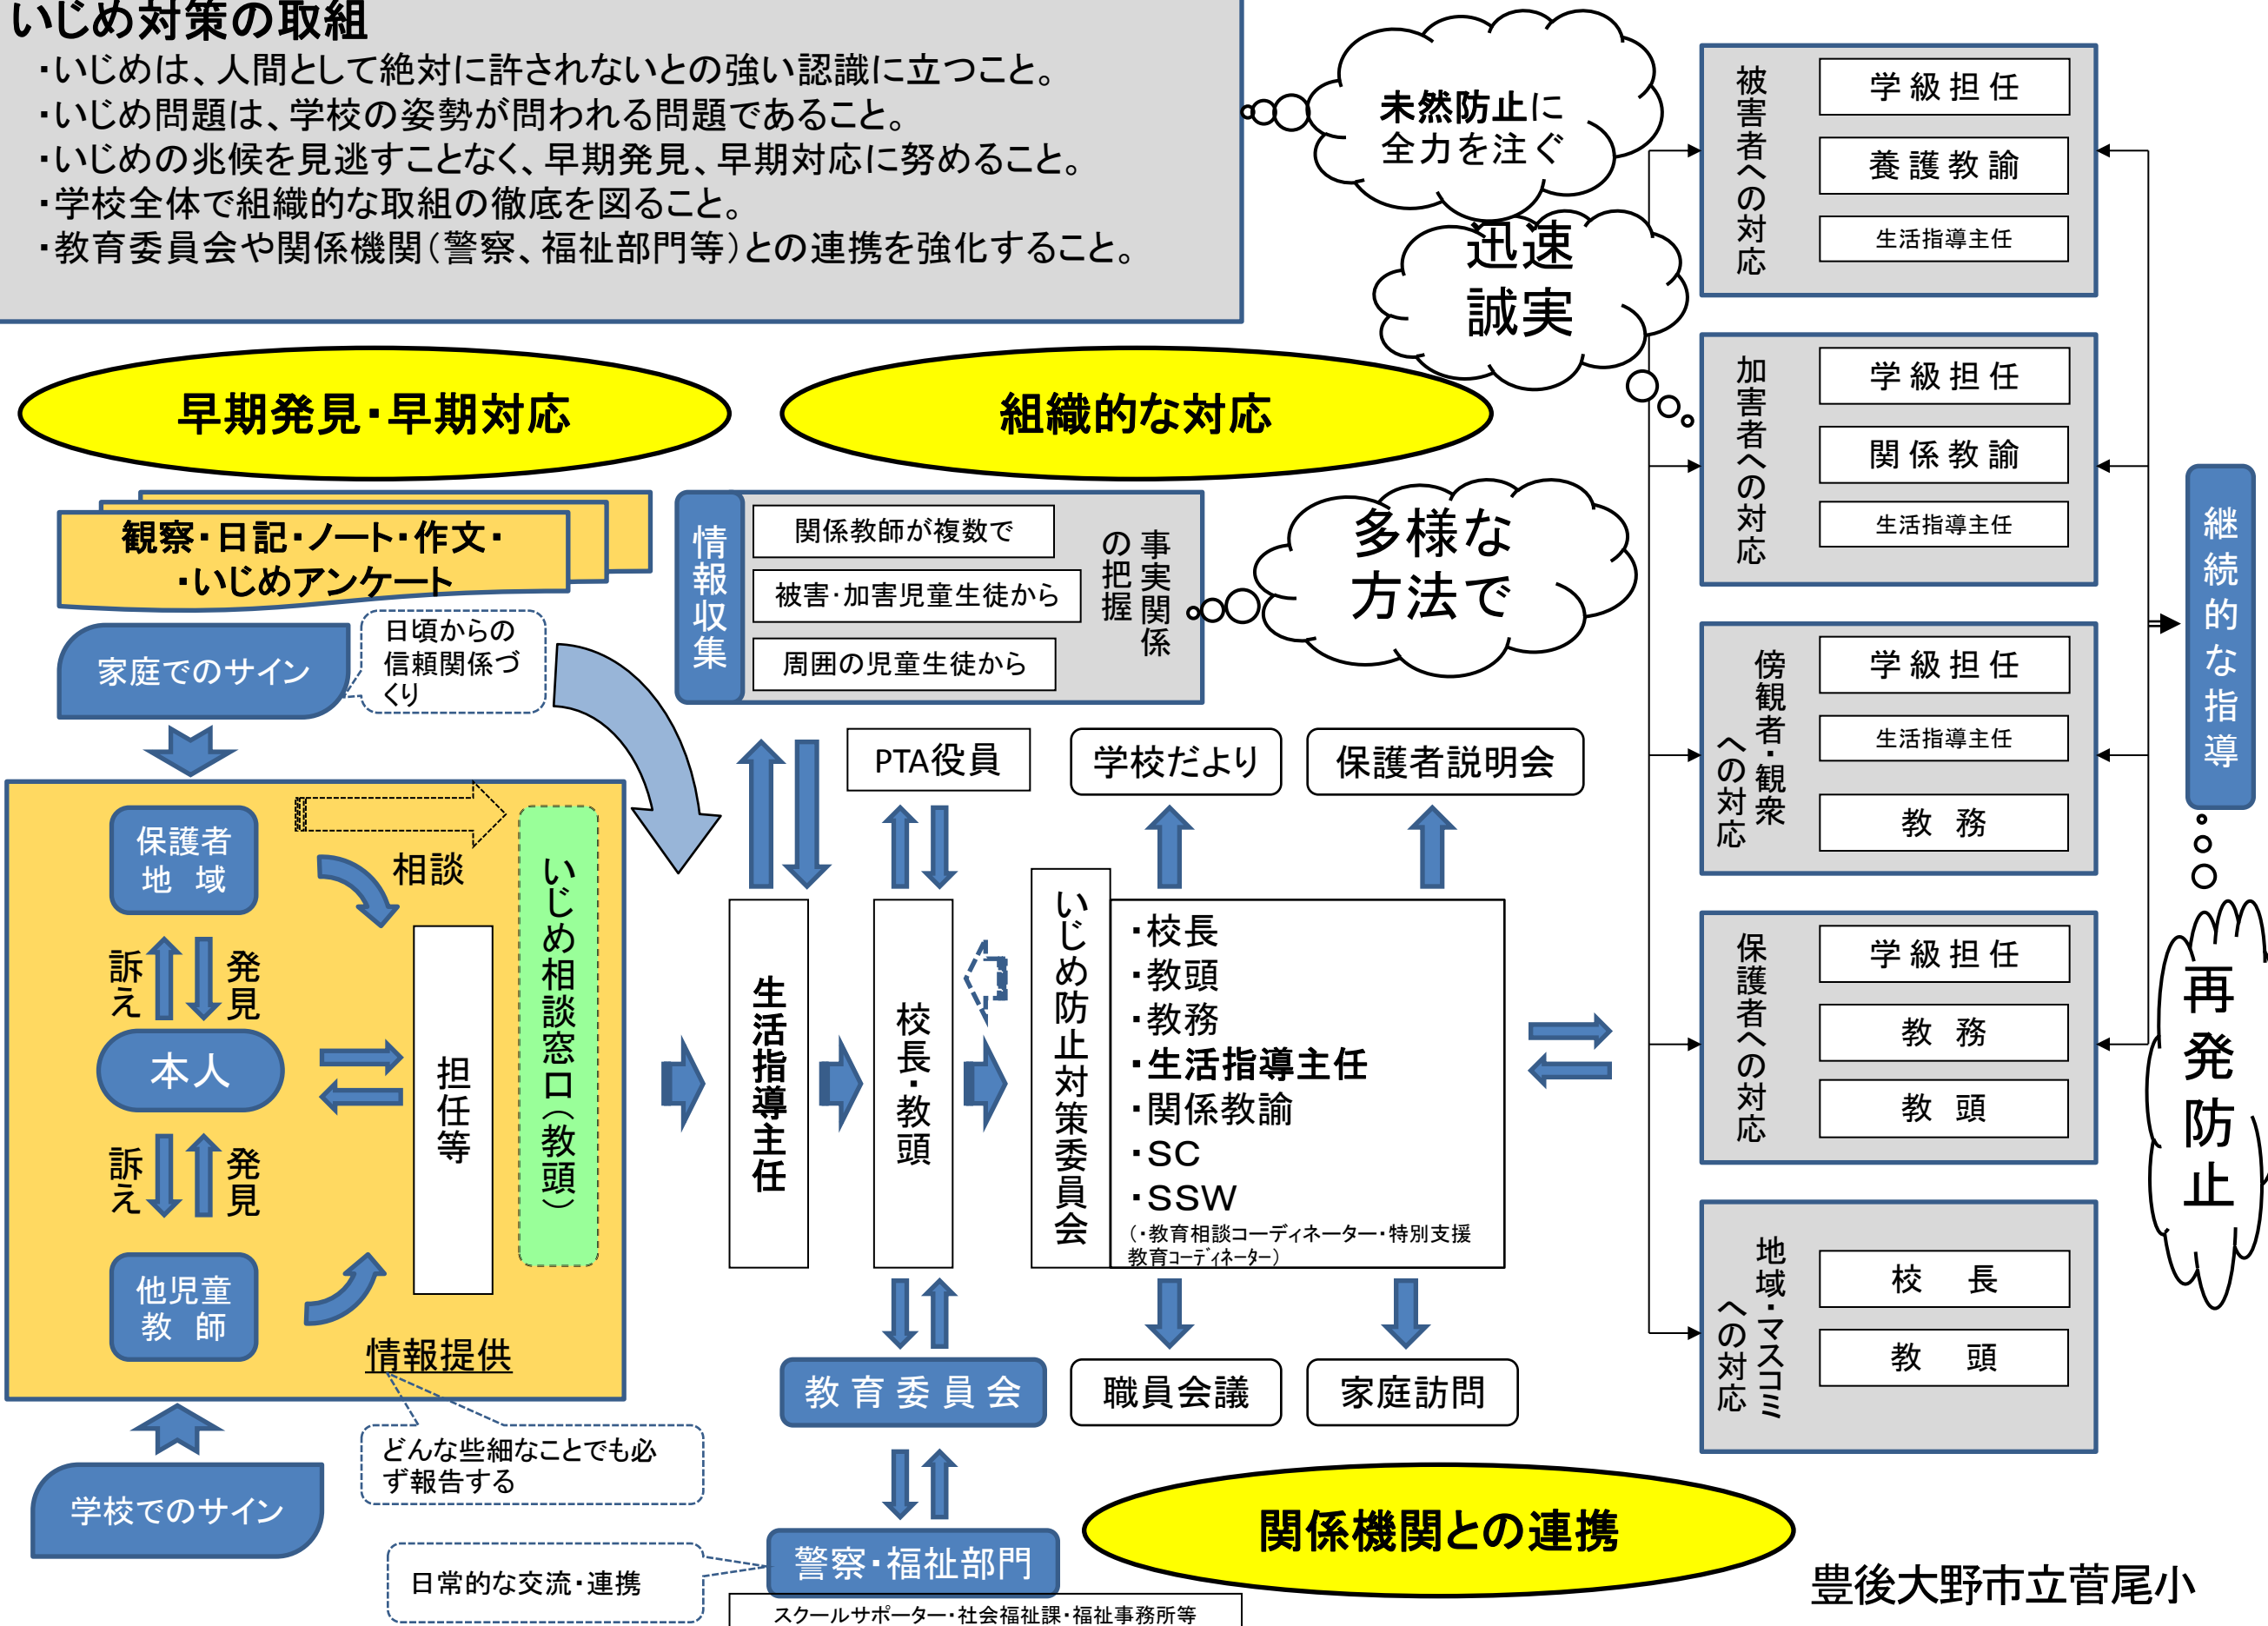 いじめ対策の取組
・いじめは、人間として絶対に許されないとの強い認識に立つこと。
・いじめ問題は、学校の姿勢が問われる問題であること。
・いじめの兆候を見逃すことなく、早期発見、早期対応に努めること。
・学校全体で組織的な取組の徹底を図ること。
・教育委員会や関係機関(警察、福祉部門等)との連携を強化すること。
未然防止に
全力を注ぐ
迅速
誠実
早期発見・早期対応
組織的な対応
観察・日記・ノート・作文・
・いじめアンケート
家庭でのサイン
日頃からの
信頼関係づ
くり
情報収集
関係教師が複数で
被害・加害児童生徒から
周囲の児童生徒から
事実関係
の把握
多様な
方法で
保護者
地 域
相談
訴え
発見
本人
訴え
発見
他児童
教 師
担任等
いじめ相談窓口(教頭)
情報提供
どんな些細なことでも必
ず報告する
学校でのサイン
PTA役員
学校だより
保護者説明会
生活指導主任
校長・教頭
いじめ防止対策委員会
・校長
・教頭
・教務
・生活指導主任
・関係教諭
・SC
・SSW
(・教育相談コーディネーター・特別支援
教育コーディネーター)
教育委員会
職員会議
家庭訪問
警察・福祉部門
日常的な交流・連携
スクールサポーター・社会福祉課・福祉事務所等
関係機関との連携
被害者への対応
学級担任
養護教諭
生活指導主任
加害者への対応
学級担任
関係教諭
生活指導主任
傍観者・観衆
への対応
学級担任
生活指導主任
教 務
保護者への対応
学級担任
教 務
教 頭
地域・マスコミ
への対応
校 長
教 頭
継続的な指導
再発防止
豊後大野市立菅尾小